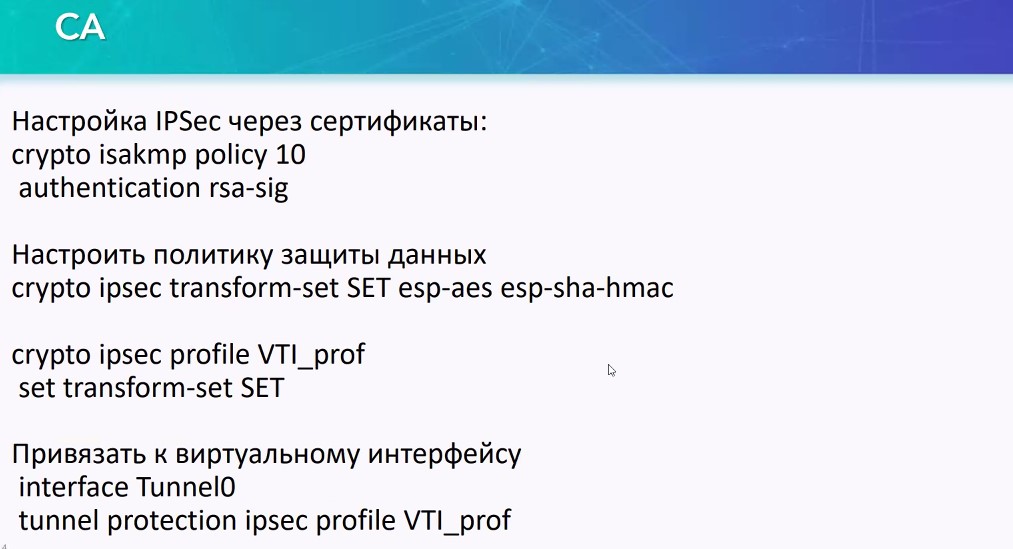 CA
Настройка IPSec через сертификаты:
crypto isakmp policy 10
authentication rsa-sig
Настроить политику защиты данных
crypto ipsec transform-set SET esp-aes esp-sha-hmac
crypto ipsec profile VTI_prof
set transform-set SET
Привязать к виртуальному интерфейсу
interface Tunnel0
tunnel protection ipsec profile VTI_prof
4